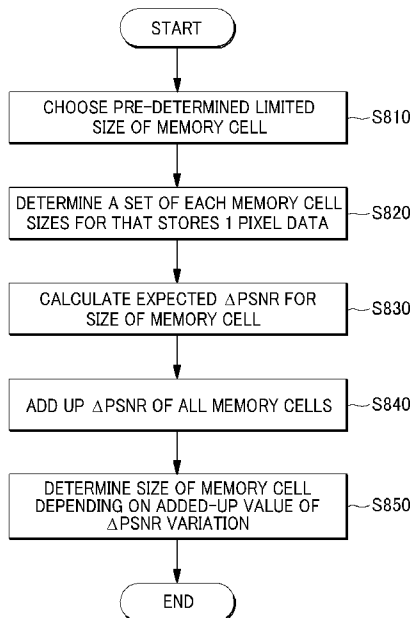 START
CHOOSE PRE-DETERMINED LIMITED
SIZE OF MEMORY CELL
S810
DETERMINE A SET OF EACH MEMORY CELL
SIZES FOR THAT STORES 1 PIXEL DATA
S820
CALCULATE EXPECTED ΔPSNR FOR
SIZE OF MEMORY CELL
S830
ADD UP ΔPSNR OF ALL MEMORY CELLS
S840
DETERMINE SIZE OF MEMORY CELL
DEPENDING ON ADDED-UP VALUE OF
ΔPSNR VARIATION
S850
END